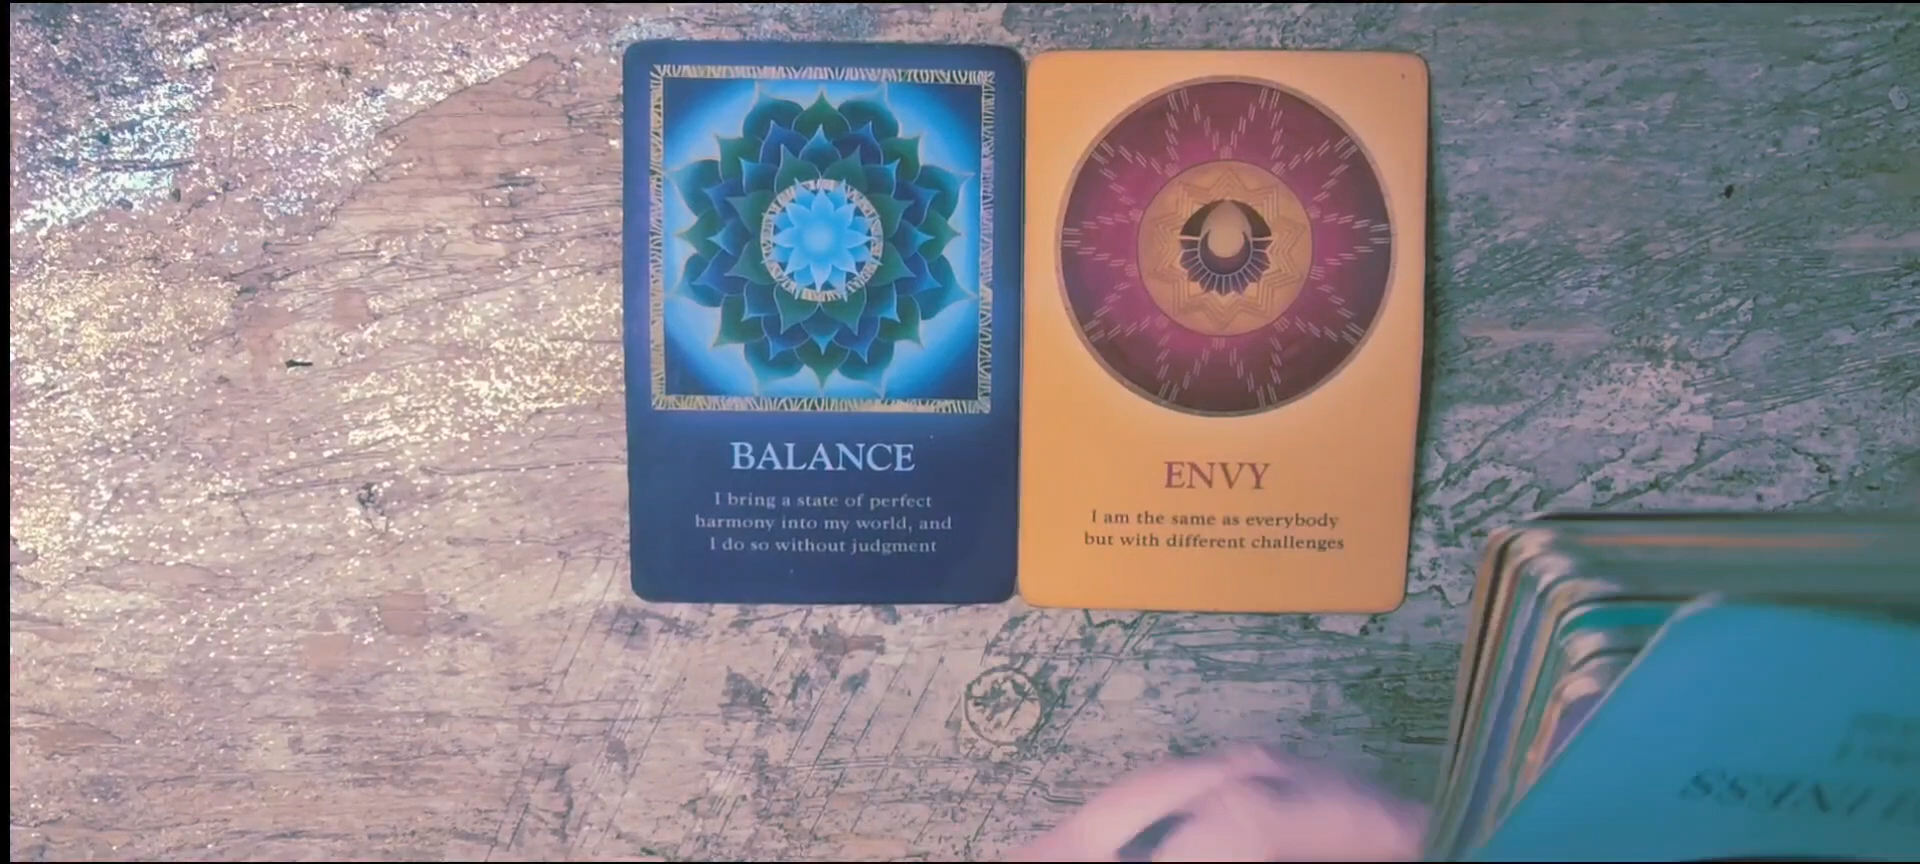 BALANCE
I bring a state of perfect
harmony into my world, and
I do so without judgment
ENVY
I am the same as everybody
but with different challenges